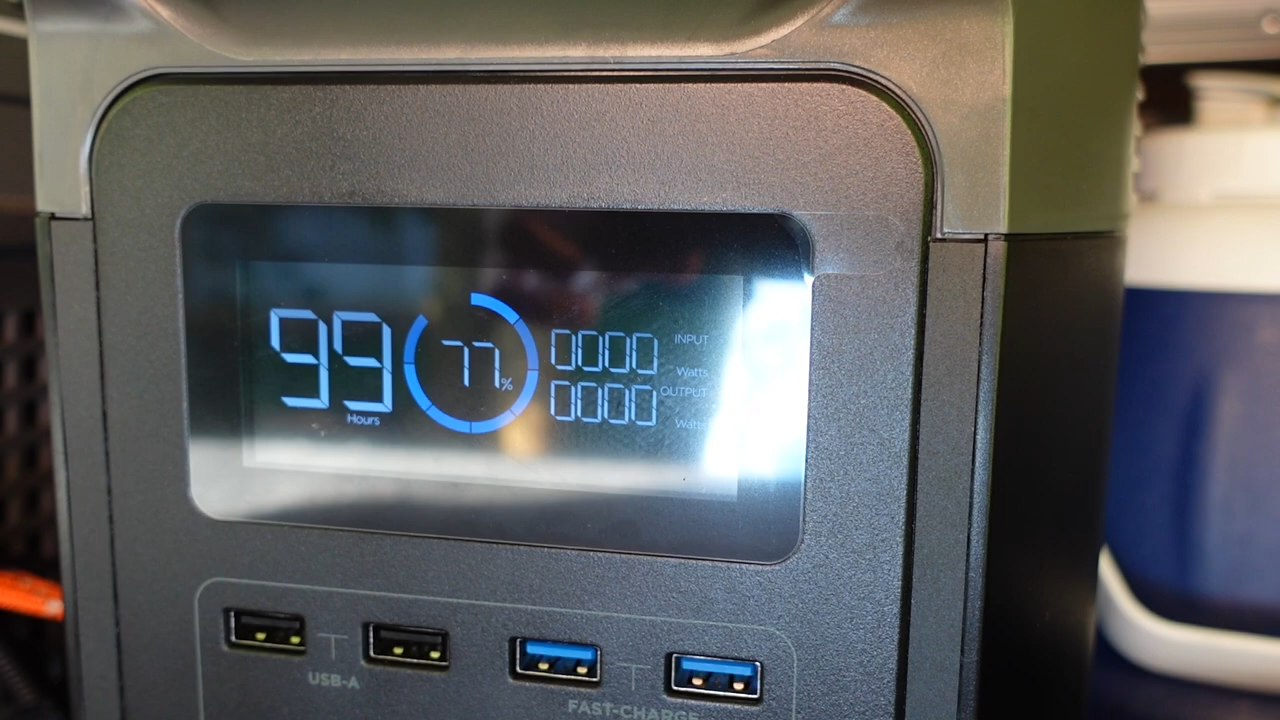 99
Hours
77%
0000 INPUT
Watts
0000 OUTPUT
Watts
USB-A
FAST-CHARGE